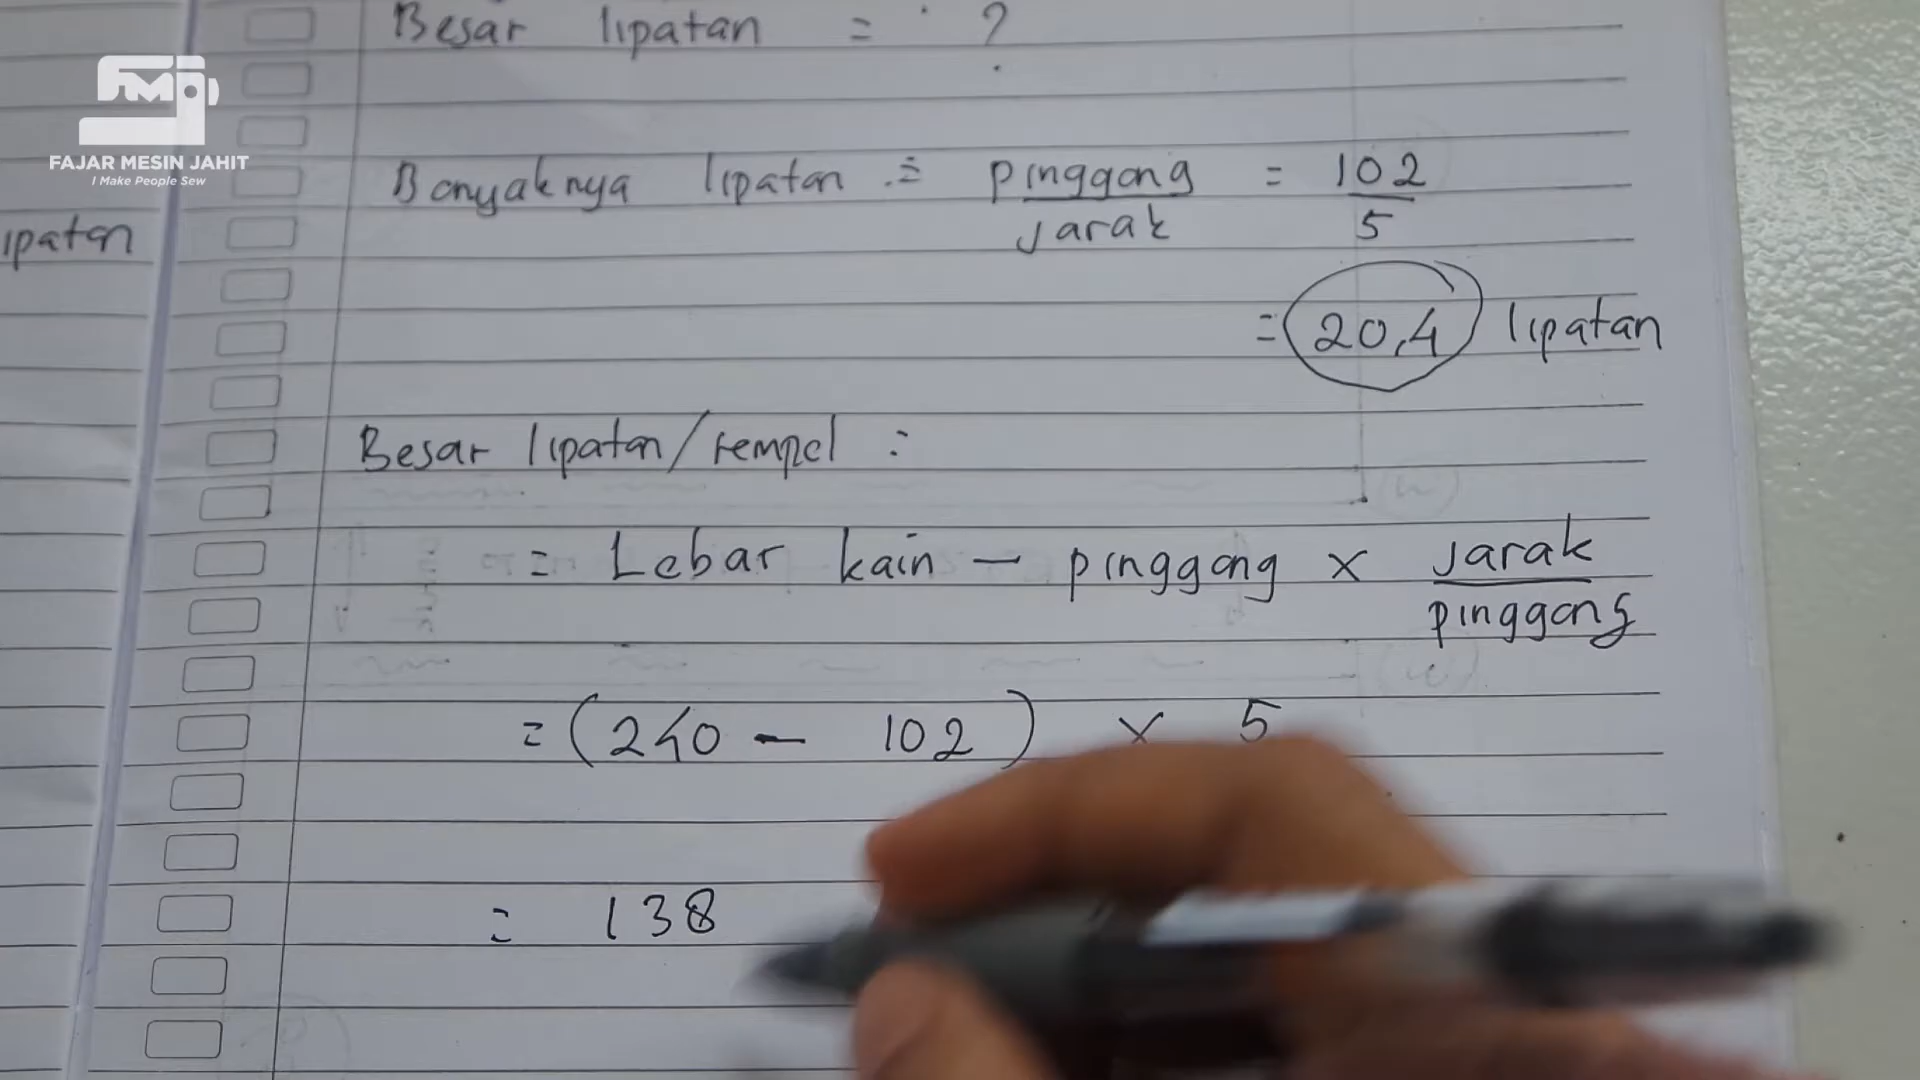 Besar lipatan = ?
FAJAR MESIN JAHIT
I Make People Sew
Banyaknya lipatan = pinggang = 102
jarak 5
ipatan
= 20,4 lipatan
Besar lipatan/rempel :
= Lebar kain - pinggang x jarak
pinggang
= (240 - 102) x 5
= 138